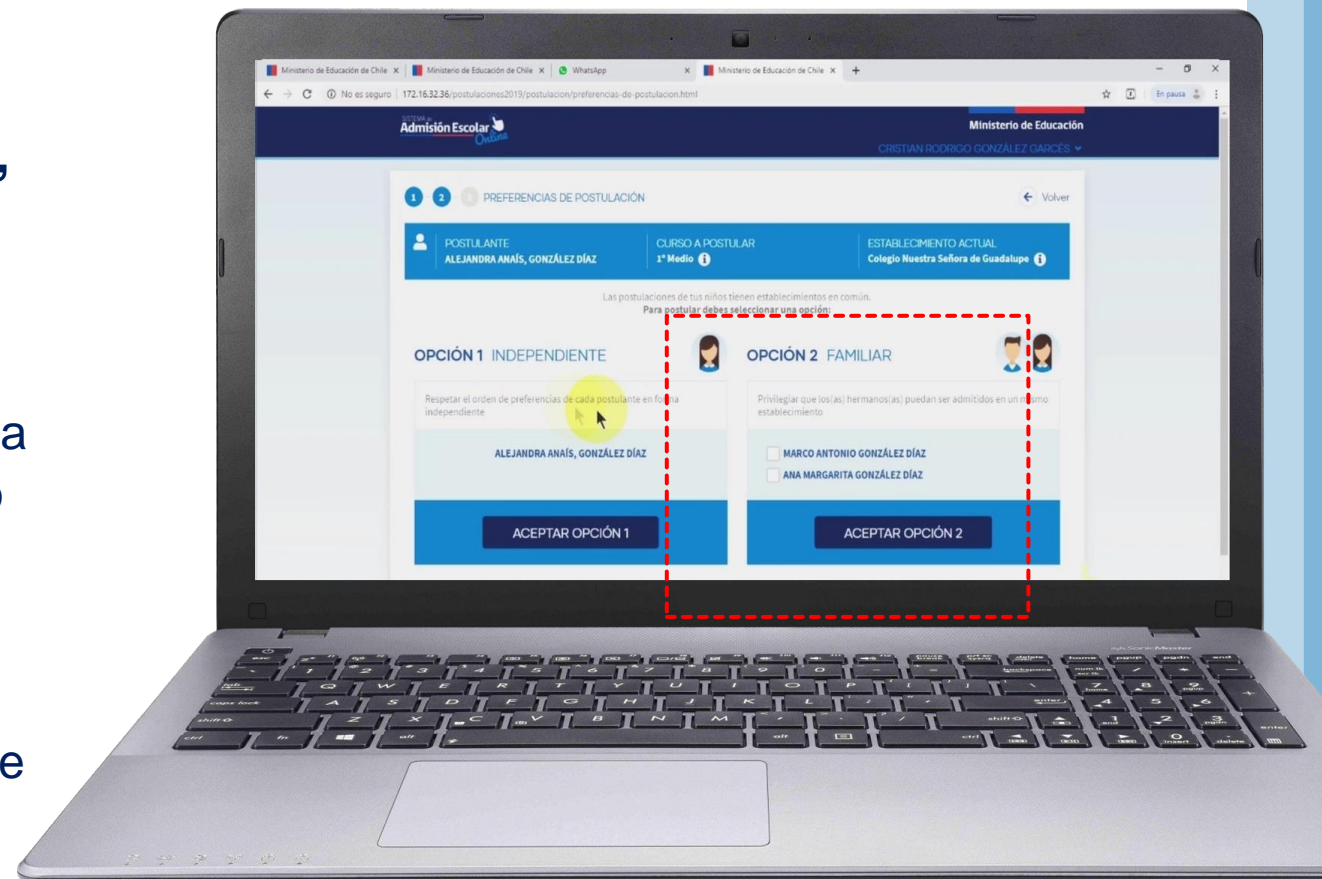 ,
a
o
e
Ministerio de Educación de Chile
Ministerio de Educación de Chile
WhatsApp
Ministerio de Educación de Chile
No es seguro
172.16.32.36/postulaciones2019/postulacion/preferencias-de-postulacion.html
En pausa
SISTEMA de
Admisión Escolar
Online
Ministerio de Educación
CRISTIAN RODRIGO GONZÁLEZ GARCÉS
1 2 PREFERENCIAS DE POSTULACIÓN
Volver
POSTULANTE
ALEJANDRA ANAÍS, GONZÁLEZ DÍAZ
CURSO A POSTULAR
1° Medio
ESTABLECIMIENTO ACTUAL
Colegio Nuestra Señora de Guadalupe
Las postulaciones de tus niños tienen establecimientos en común.
Para postular debes seleccionar una opción:
OPCIÓN 1 INDEPENDIENTE
Respetar el orden de preferencias de cada postulante en forma
independiente
ALEJANDRA ANAÍS, GONZÁLEZ DÍAZ
ACEPTAR OPCIÓN 1
OPCIÓN 2 FAMILIAR
Privilegiar que los(as) hermanos(as) puedan ser admitidos en un mismo
establecimiento
MARCO ANTONIO GONZÁLEZ DÍAZ
ANA MARGARITA GONZÁLEZ DÍAZ
ACEPTAR OPCIÓN 2